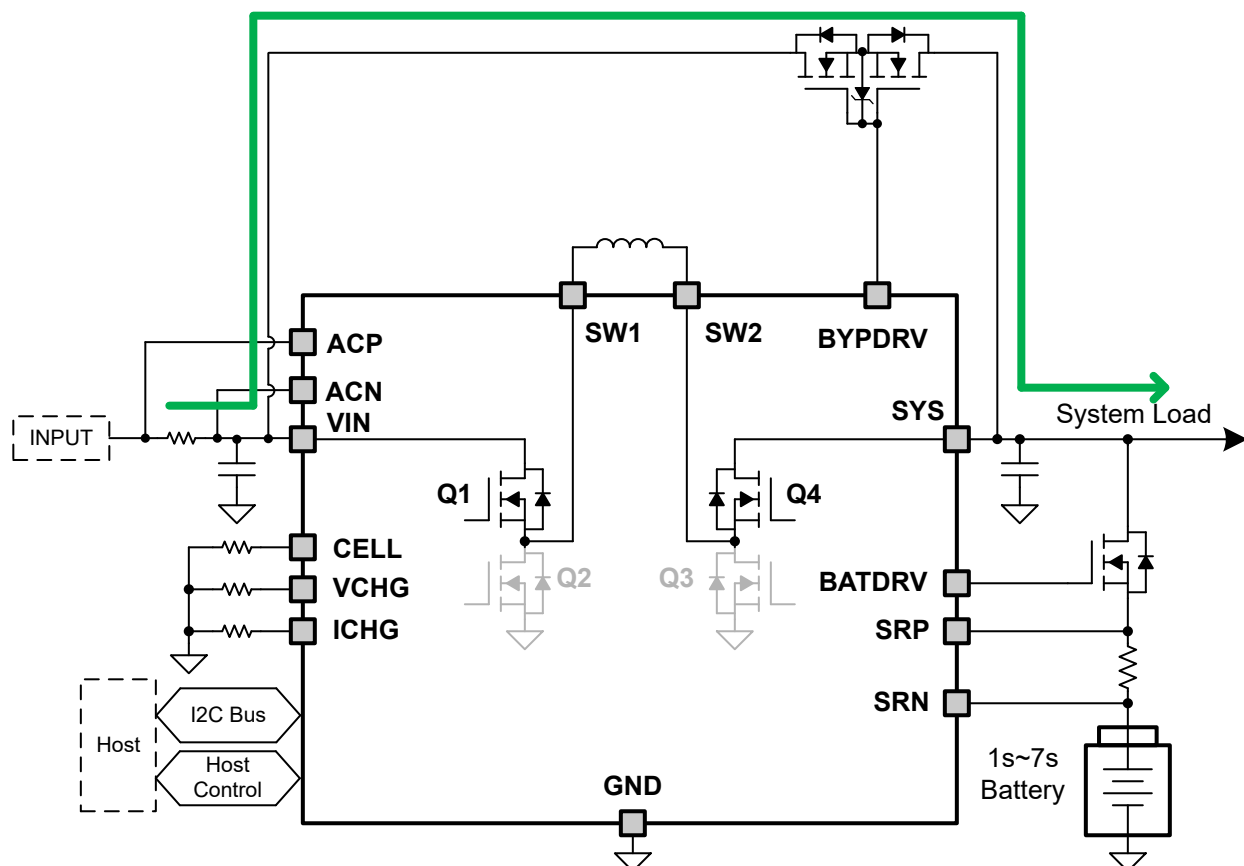 SW1
SW2
BYPDRV
ACP
ACN
VIN
INPUT
SYS
System Load
Q1
Q4
CELL
VCHG
ICHG
Q2
Q3
BATDRV
SRP
SRN
I2C Bus
Host
Host
Control
GND
1s~7s
Battery